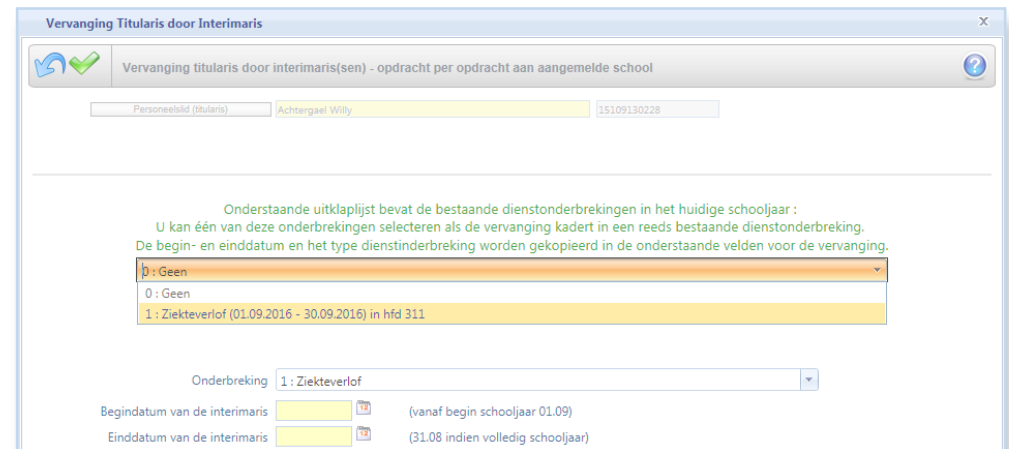 Vervanging Titularis door Interimaris
x
Vervanging titularis door interimaris(sen) - opdracht per opdracht aan aangemelde school
?
Personeelslid (titularis) Achtergael Willy 15109130228
Onderstaande uitklaplijst bevat de bestaande dienstonderbrekingen in het huidige schooljaar :
U kan één van deze onderbrekingen selecteren als de vervanging kadert in een reeds bestaande dienstonderbreking.
De begin- en einddatum en het type dienstinderbreking worden gekopieerd in de onderstaande velden voor de vervanging.
0 : Geen
0 : Geen
1 : Ziekteverlof (01.09.2016 - 30.09.2016) in hfd 311
Onderbreking 1 : Ziekteverlof
Begindatum van de interimaris 12 (vanaf begin schooljaar 01.09)
Einddatum van de interimaris 12 (31.08 indien volledig schooljaar)